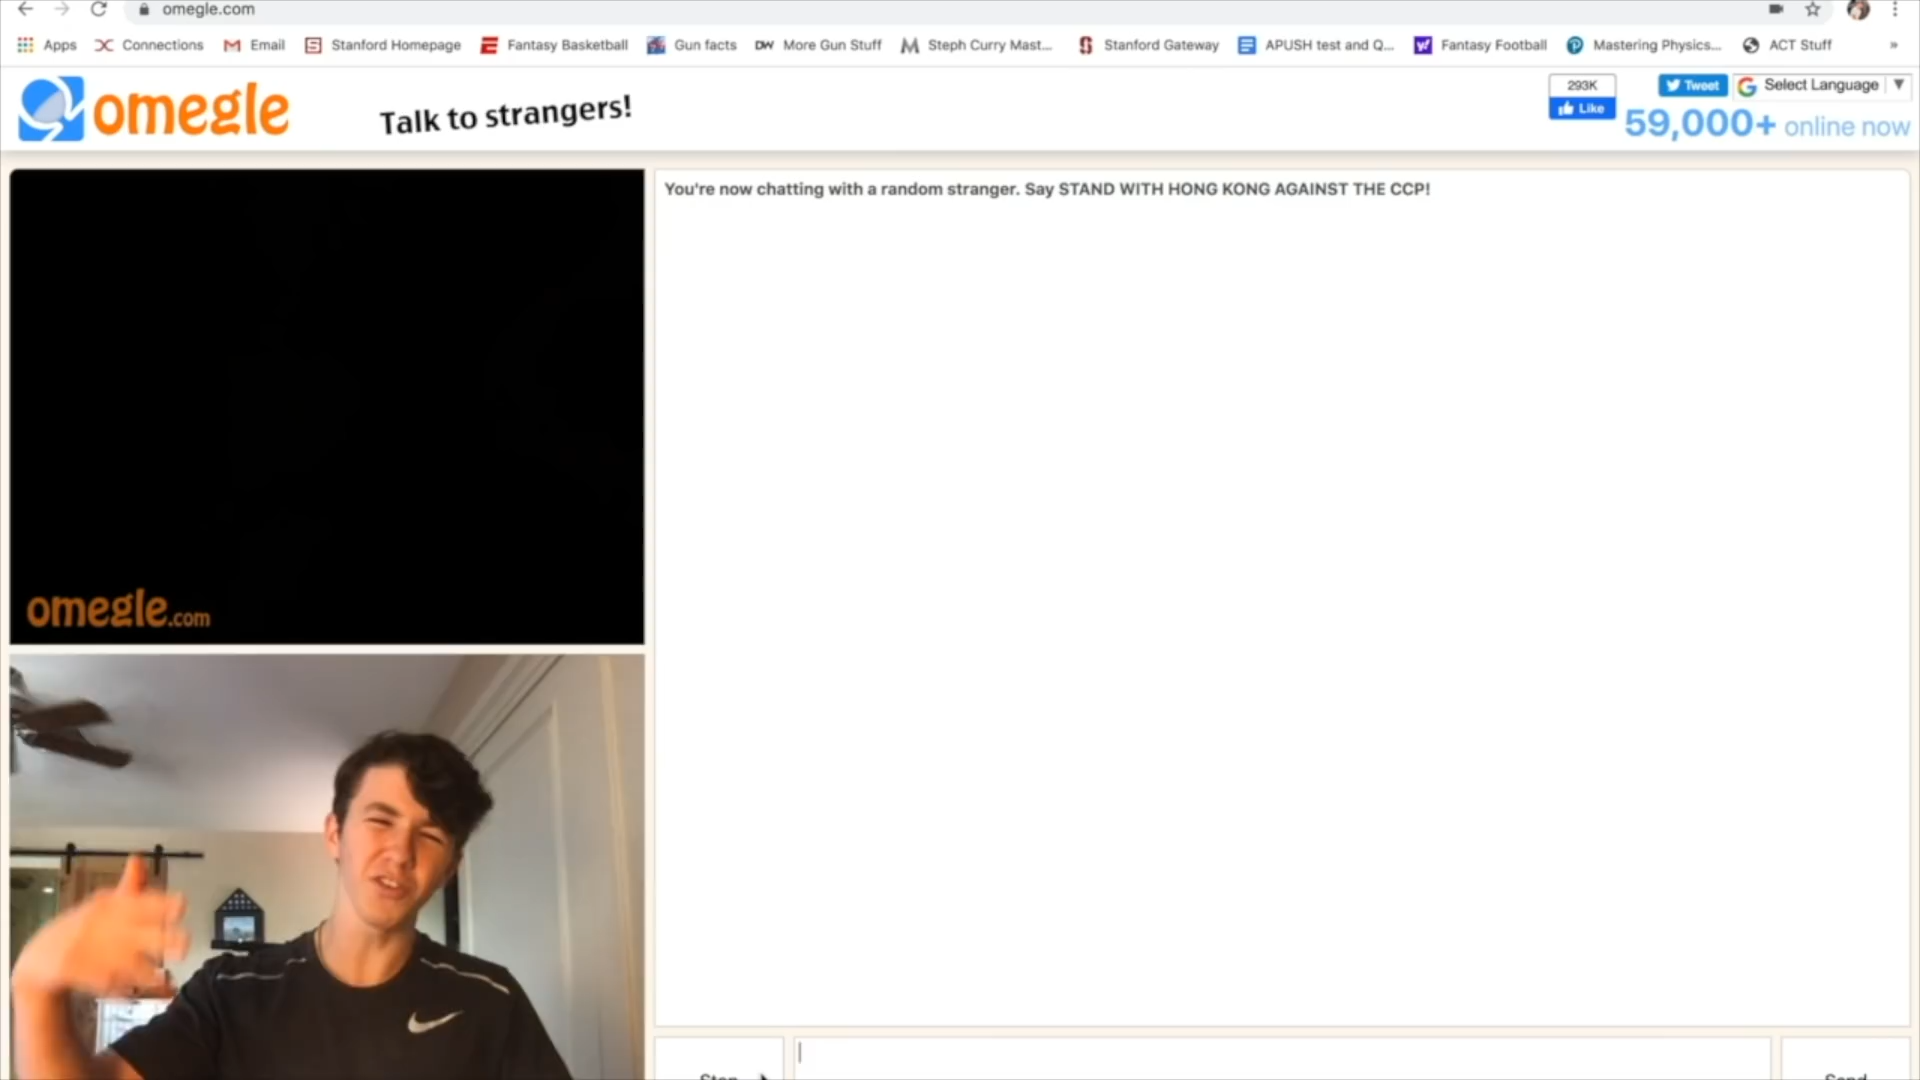 omegle.com
Apps Connections Email Stanford Homepage Fantasy Basketball Gun facts DW More Gun Stuff Steph Curry Mast... Stanford Gateway APUSH test and Q... Fantasy Football Mastering Physics... ACT Stuff »
omegle Talk to strangers!
293K Like Tweet Select Language
59,000+ online now
You're now chatting with a random stranger. Say STAND WITH HONG KONG AGAINST THE CCP!
omegle.com
Stop Send